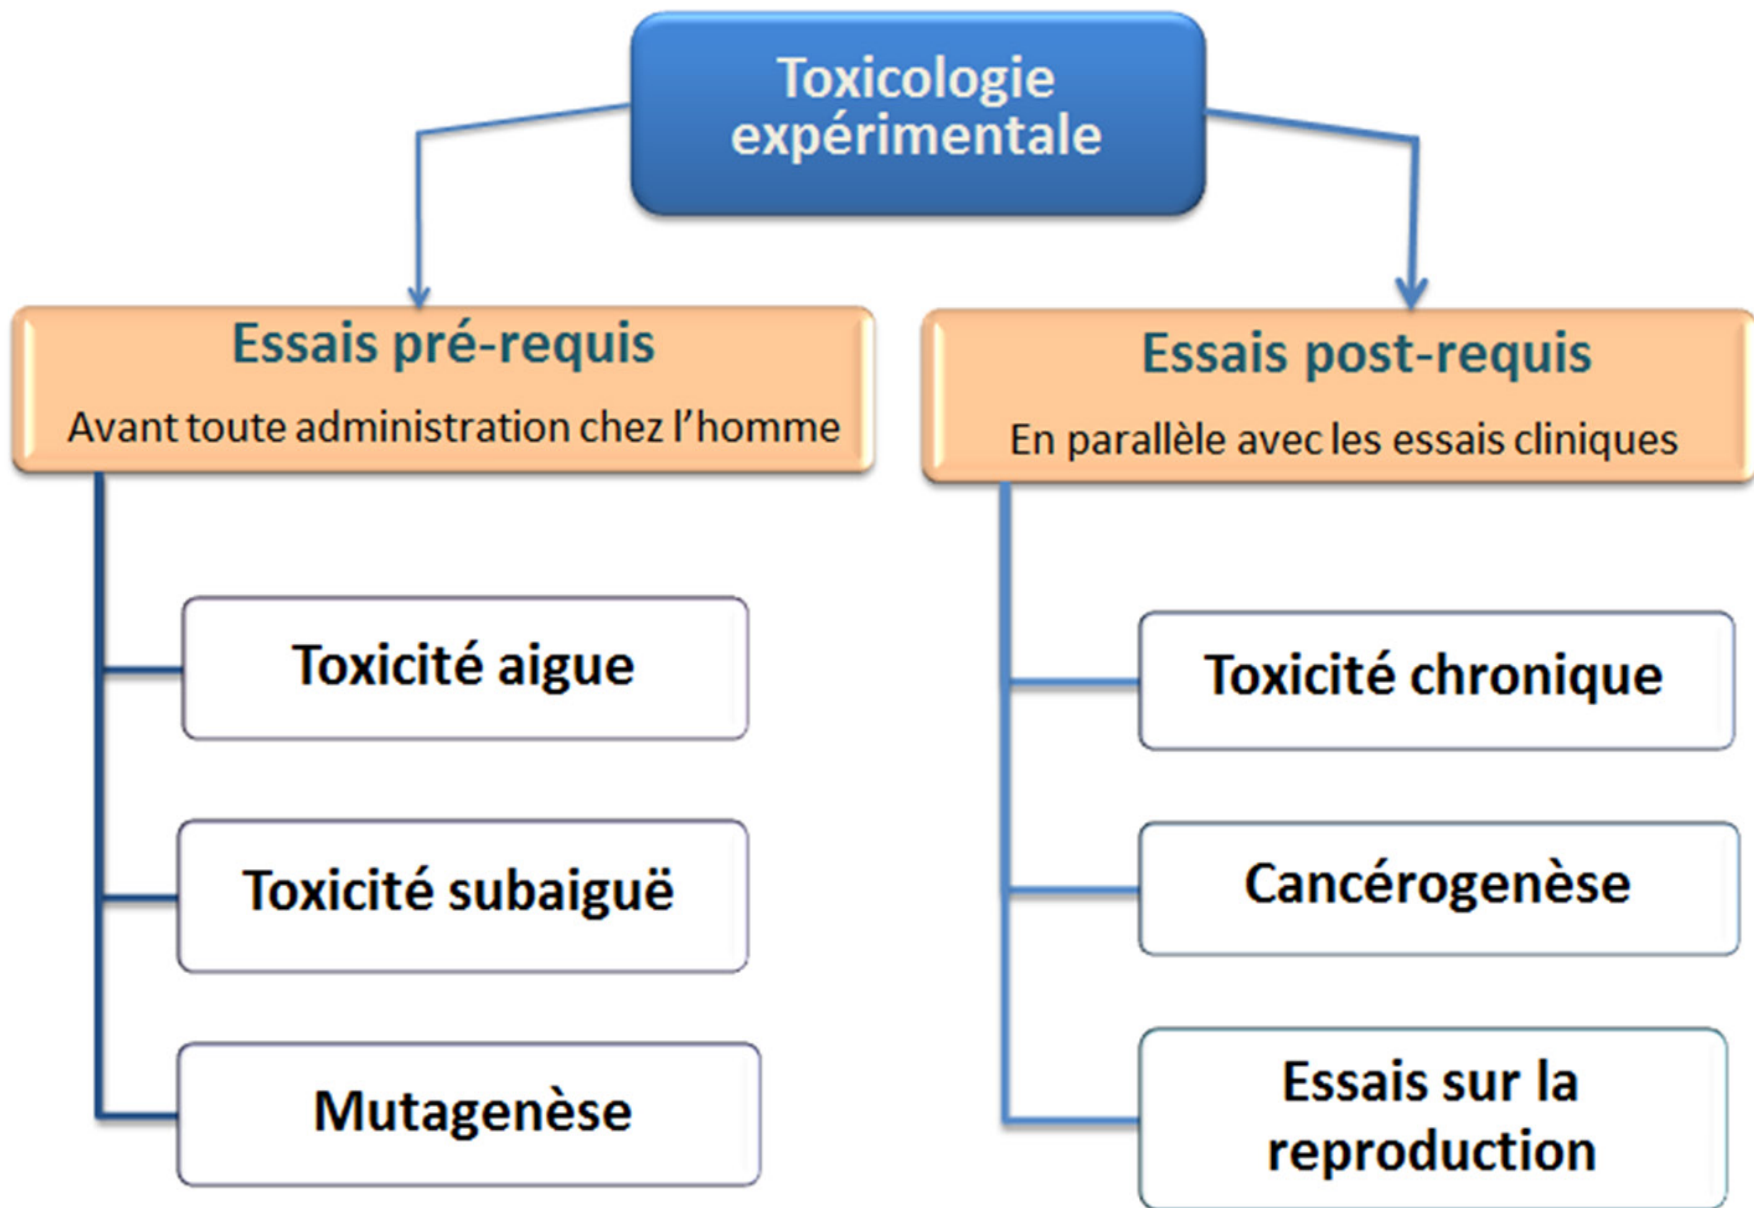 Toxicologie
expérimentale
Essais pré-requis
Avant toute administration chez l'homme
Toxicité aigue
Toxicité subaiguë
Mutagenèse
Essais post-requis
En parallèle avec les essais cliniques
Toxicité chronique
Cancérogenèse
Essais sur la
reproduction